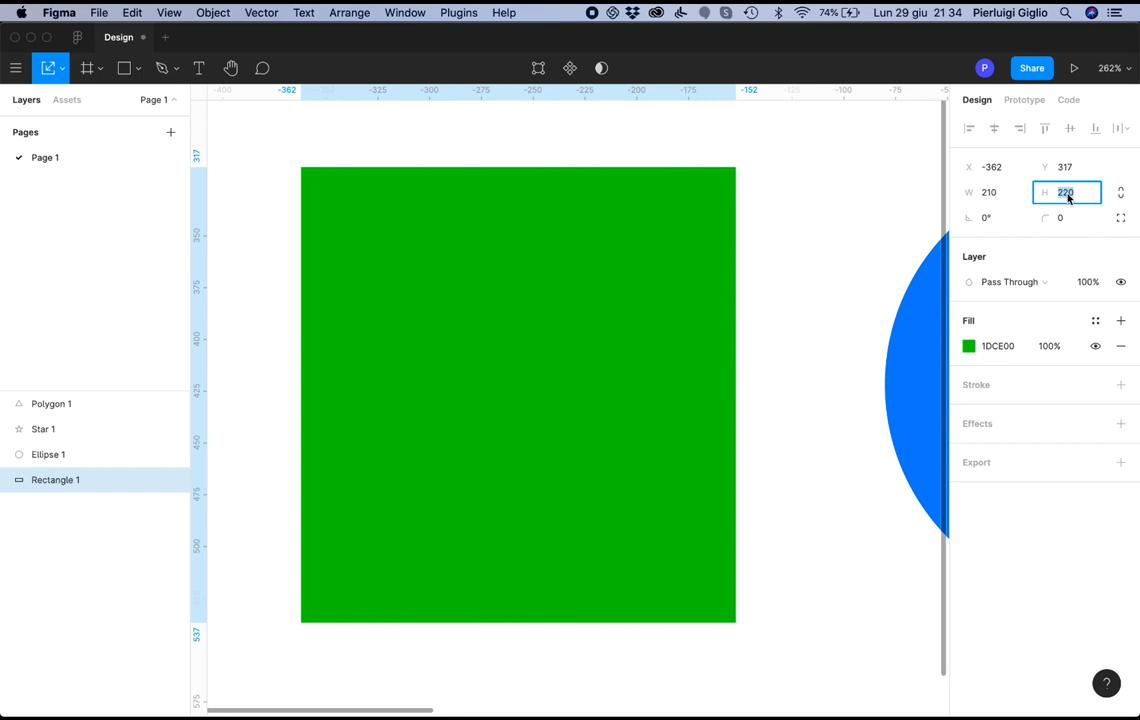 Figma File Edit View Object Vector Text Arrange Window Plugins Help 74% Lun 29 giu 21 34 Pierluigi Giglio
Design
P Share 262%
Layers Assets Page 1
-400 -362 -325 -300 -275 -250 -225 -200 -175 -152 -125 -100 -75
Design Prototype Code
Pages
Page 1
317
350
375
400
425
450
475
500
537
575
X -362 Y 317
W 210 H 220
0° 0
Layer
Pass Through 100%
Fill
1DCE00 100%
Stroke
Effects
Export
Polygon 1
Star 1
Ellipse 1
Rectangle 1
?